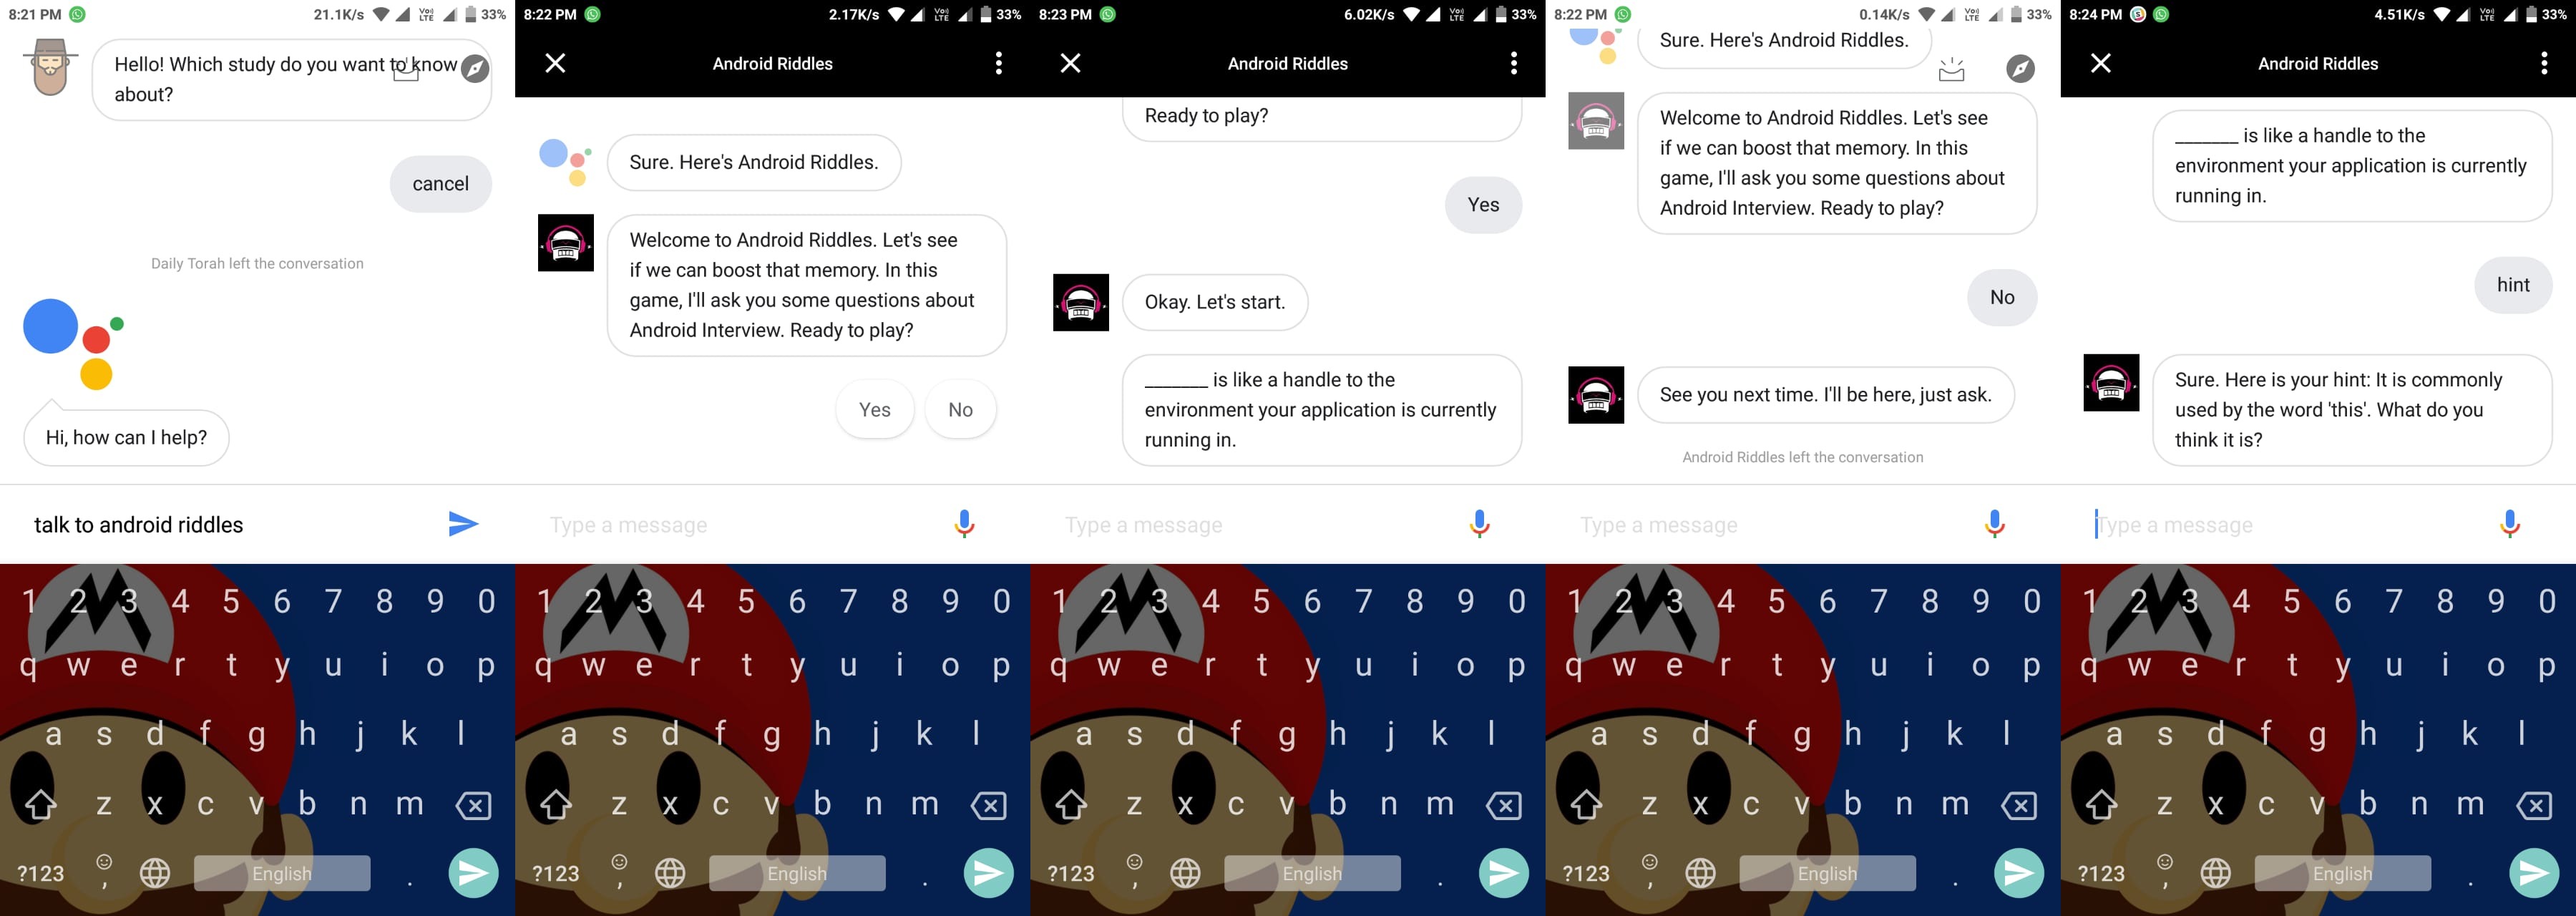 8:21 PM 21.1K/s Vo) LTE 33%
Hello! Which study do you want to know
about?
cancel
Daily Torah left the conversation
Hi, how can I help?
talk to android riddles
1 2 3 4 5 6 7 8 9 0
q w e r t y u i o p
a s d f g h j k l
z x c v b n m
?123 , English .
8:22 PM 2.17K/s Vo) LTE 33%
Android Riddles
Sure. Here's Android Riddles.
Welcome to Android Riddles. Let's see
if we can boost that memory. In this
game, I'll ask you some questions about
Android Interview. Ready to play?
Yes No
Type a message
1 2 3 4 5 6 7 8 9 0
q w e r t y u i o p
a s d f g h j k l
z x c v b n m
?123 , English .
8:23 PM 6.02K/s Vo) LTE 33%
Android Riddles
Ready to play?
Yes
Okay. Let's start.
_______ is like a handle to the
environment your application is currently
running in.
Type a message
1 2 3 4 5 6 7 8 9 0
q w e r t y u i o p
a s d f g h j k l
z x c v b n m
?123 , English .
8:22 PM 0.14K/s Vo) LTE 33%
Sure. Here's Android Riddles.
Welcome to Android Riddles. Let's see
if we can boost that memory. In this
game, I'll ask you some questions about
Android Interview. Ready to play?
No
See you next time. I'll be here, just ask.
Android Riddles left the conversation
Type a message
1 2 3 4 5 6 7 8 9 0
q w e r t y u i o p
a s d f g h j k l
z x c v b n m
?123 , English .
8:24 PM 4.51K/s Vo) LTE 33%
Android Riddles
_______ is like a handle to the
environment your application is currently
running in.
hint
Sure. Here is your hint: It is commonly
used by the word 'this'. What do you
think it is?
Type a message
1 2 3 4 5 6 7 8 9 0
q w e r t y u i o p
a s d f g h j k l
z x c v b n m
?123 , English .